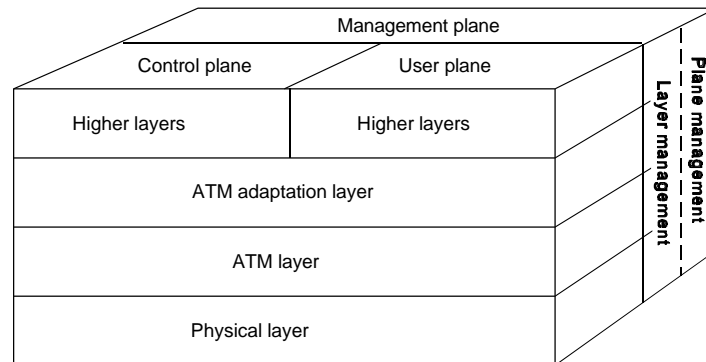 Management plane
Control plane
User plane
Higher layers
Higher layers
ATM adaptation layer
ATM layer
Physical layer
Layer management
Plane management